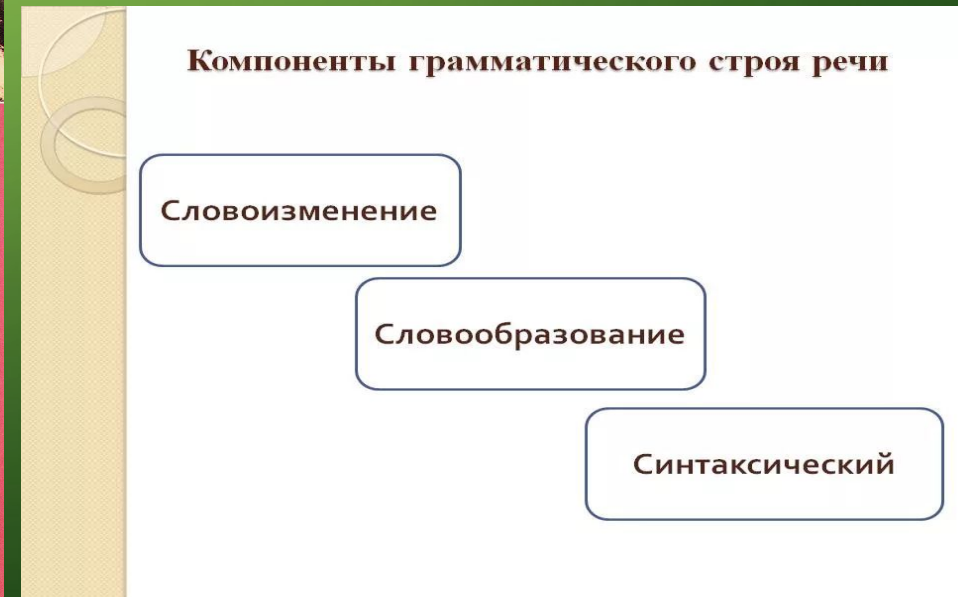 Компоненты грамматического строя речи
Словоизменение
Словообразование
Синтаксический